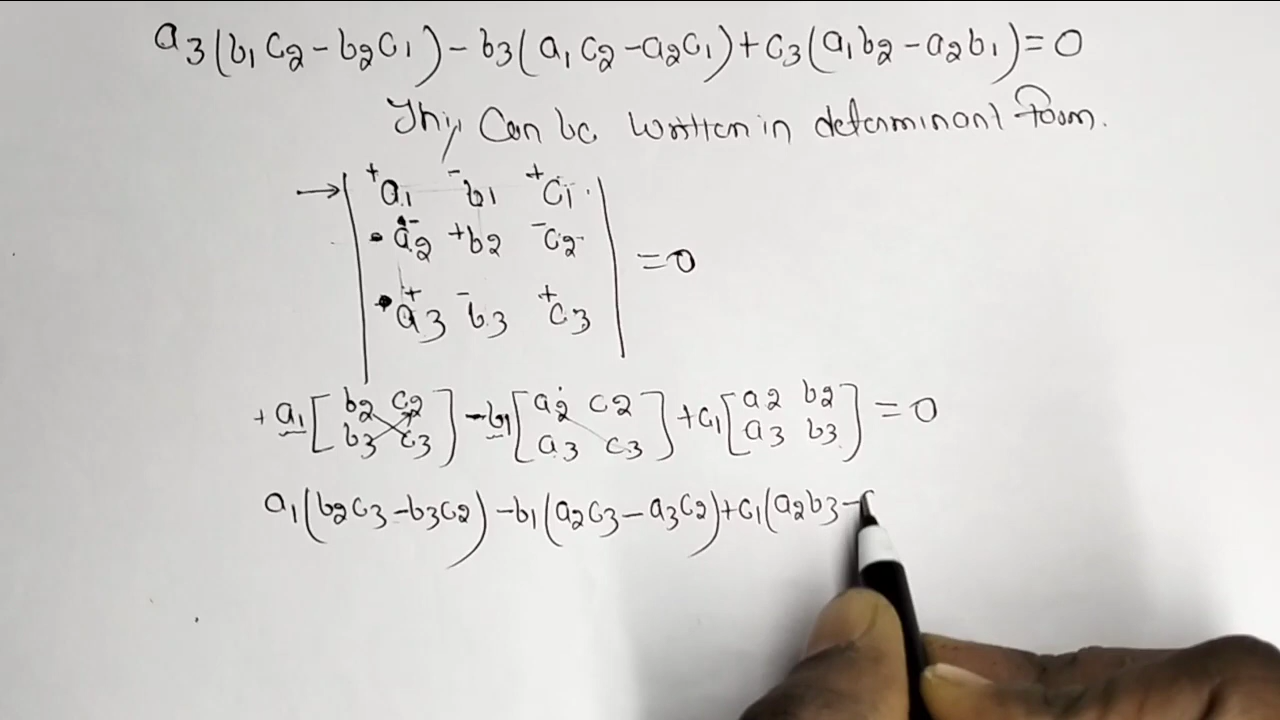 a3(b1c2-b2c1)-b3(a1c2-a2c1)+c3(a1b2-a2b1)=0
This Can be written in determinant form.
→ | +a1 -b1 +c1 |
-a2 +b2 -c2 =0
+a3 -b3 +c3
+a1[b2 c2 -b1[a2 c2 +c1[a2 b2 =0
b3 c3] a3 c3] a3 b3]
a1(b2c3-b3c2)-b1(a2c3-a3c2)+c1(a2b3-